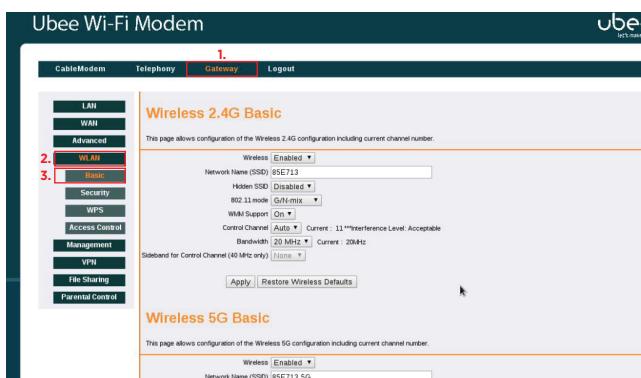 Ubee Wi-Fi Modem
ubee
1.
CableModem Telephony Gateway Logout
LAN
WAN
Advanced
2. WLAN
3. Basic
Security
WPS
Access Control
Management
VPN
File Sharing
Parental Control
Wireless 2.4G Basic
This page allows configuration of the Wireless 2.4G configuration including current channel number.
Wireless Enabled
Network Name (SSID) 85E713
Hidden SSID Disabled
802.11 mode G/N-mix
WMM Support On
Control Channel Auto Current : 11 ***Interference Level: Acceptable
Bandwidth 20 MHz Current : 20MHz
Sideband for Control Channel (40 MHz only) None
Apply Restore Wireless Defaults
Wireless 5G Basic
This page allows configuration of the Wireless 5G configuration including current channel number.
Wireless Enabled
Network Name (SSID) 85E713.5G